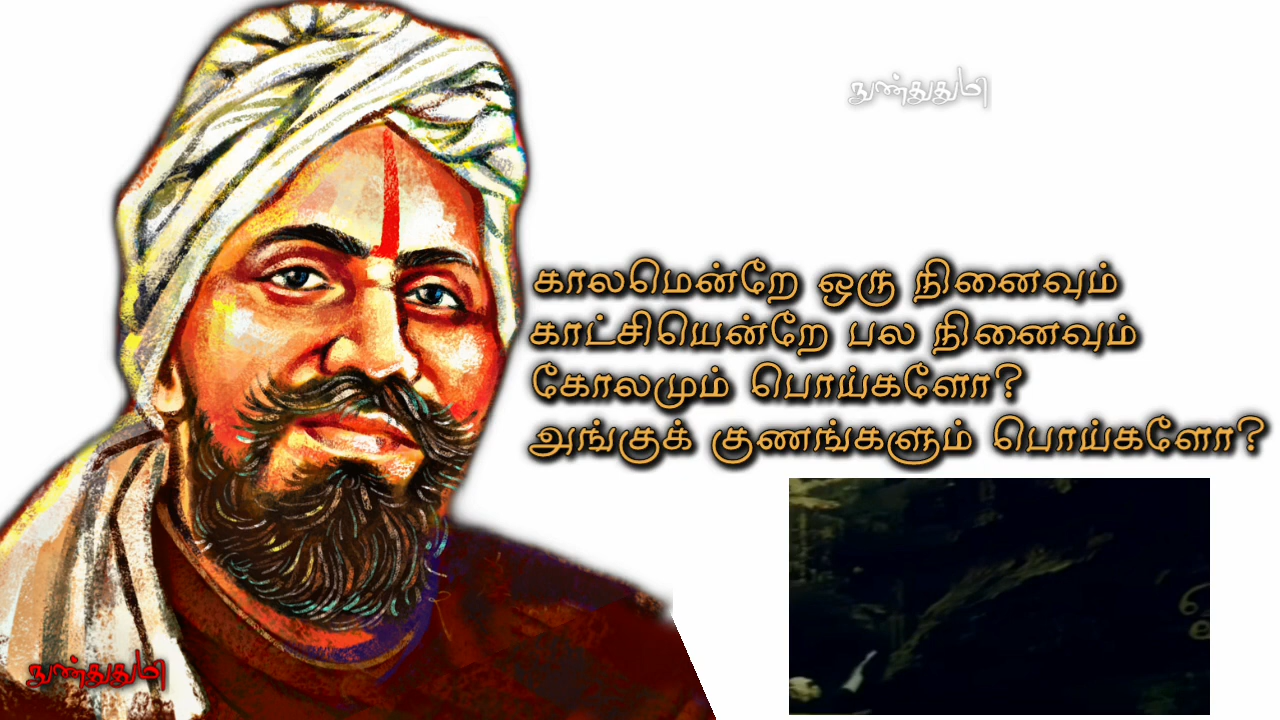 நுண்துதுமி
காலமென்றே ஒரு நினைவும்
காட்சியென்றே பல நினைவும்
கோலமும் பொய்களோ?
அங்குக் குணங்களும் பொய்களோ?
நுண்துதுமி